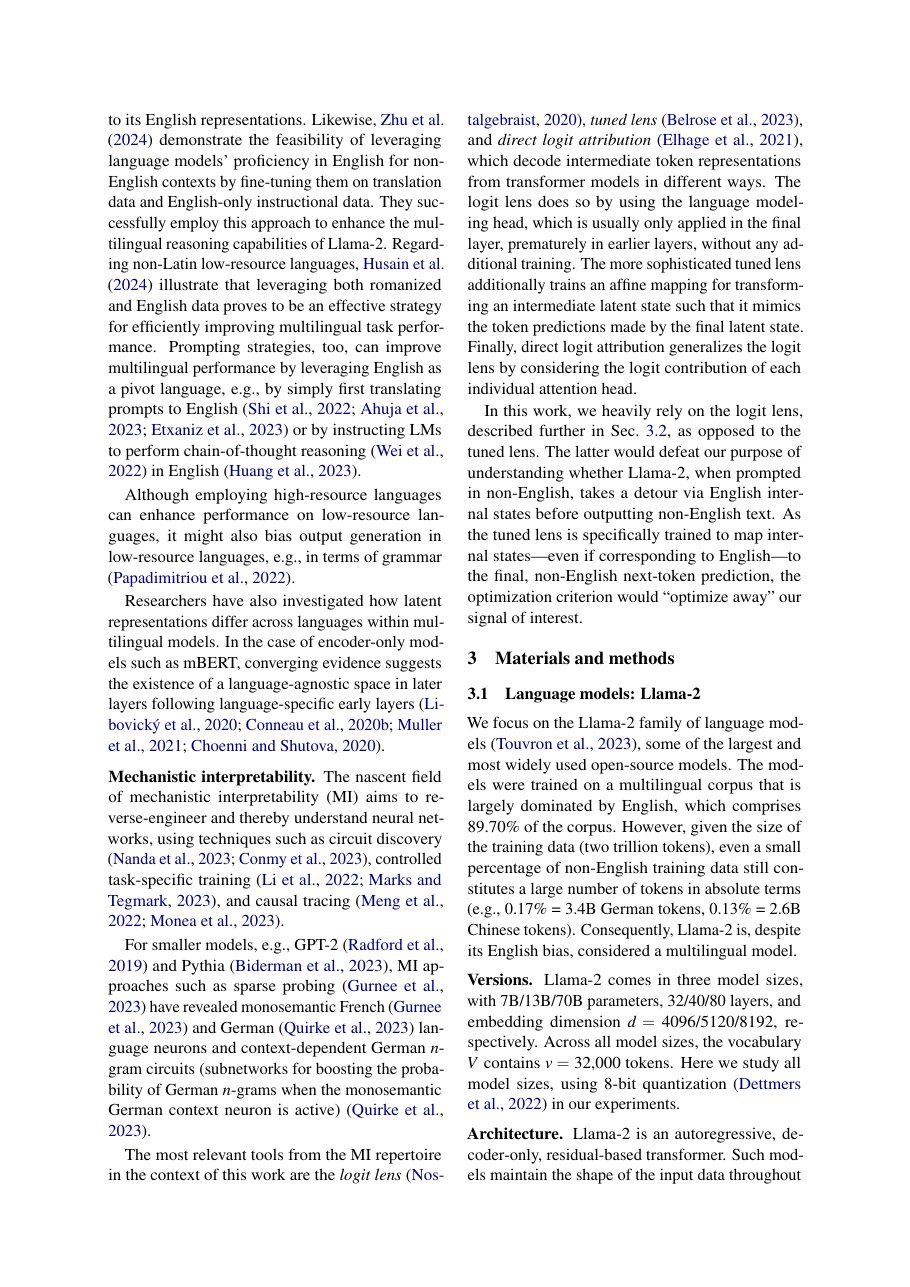 to its English representations. Likewise, Zhu et al.
(2024) demonstrate the feasibility of leveraging
language models’ proficiency in English for non-
English contexts by fine-tuning them on translation
data and English-only instructional data. They suc-
cessfully employ this approach to enhance the mul-
tilingual reasoning capabilities of Llama-2. Regard-
ing non-Latin low-resource languages, Husain et al.
(2024) illustrate that leveraging both romanized
and English data proves to be an effective strategy
for efficiently improving multilingual task perfor-
mance. Prompting strategies, too, can improve
multilingual performance by leveraging English as
a pivot language, e.g., by simply first translating
prompts to English (Shi et al., 2022; Ahuja et al.,
2023; Etxaniz et al., 2023) or by instructing LMs
to perform chain-of-thought reasoning (Wei et al.,
2022) in English (Huang et al., 2023).
Although employing high-resource languages
can enhance performance on low-resource lan-
guages, it might also bias output generation in
low-resource languages, e.g., in terms of grammar
(Papadimitriou et al., 2022).
Researchers have also investigated how latent
representations differ across languages within mul-
tilingual models. In the case of encoder-only mod-
els such as mBERT, converging evidence suggests
the existence of a language-agnostic space in later
layers following language-specific early layers (Li-
bovický et al., 2020; Conneau et al., 2020b; Muller
et al., 2021; Choenni and Shutova, 2020).
Mechanistic interpretability. The nascent field
of mechanistic interpretability (MI) aims to re-
verse-engineer and thereby understand neural net-
works, using techniques such as circuit discovery
(Nanda et al., 2023; Conmy et al., 2023), controlled
task-specific training (Li et al., 2022; Marks and
Tegmark, 2023), and causal tracing (Meng et al.,
2022; Monea et al., 2023).
For smaller models, e.g., GPT-2 (Radford et al.,
2019) and Pythia (Biderman et al., 2023), MI ap-
proaches such as sparse probing (Gurnee et al.,
2023) have revealed monosemantic French (Gurnee
et al., 2023) and German (Quirke et al., 2023) lan-
guage neurons and context-dependent German n-
gram circuits (subnetworks for boosting the proba-
bility of German n-grams when the monosemantic
German context neuron is active) (Quirke et al.,
2023).
The most relevant tools from the MI repertoire
in the context of this work are the logit lens (Nos-
talgebraist, 2020), tuned lens (Belrose et al., 2023),
and direct logit attribution (Elhage et al., 2021),
which decode intermediate token representations
from transformer models in different ways. The
logit lens does so by using the language model-
ing head, which is usually only applied in the final
layer, prematurely in earlier layers, without any ad-
ditional training. The more sophisticated tuned lens
additionally trains an affine mapping for transform-
ing an intermediate latent state such that it mimics
the token predictions made by the final latent state.
Finally, direct logit attribution generalizes the logit
lens by considering the logit contribution of each
individual attention head.
In this work, we heavily rely on the logit lens,
described further in Sec. 3.2, as opposed to the
tuned lens. The latter would defeat our purpose of
understanding whether Llama-2, when prompted
in non-English, takes a detour via English inter-
nal states before outputting non-English text. As
the tuned lens is specifically trained to map inter-
nal states—even if corresponding to English—to
the final, non-English next-token prediction, the
optimization criterion would “optimize away” our
signal of interest.
3 Materials and methods
3.1 Language models: Llama-2
We focus on the Llama-2 family of language mod-
els (Touvron et al., 2023), some of the largest and
most widely used open-source models. The mod-
els were trained on a multilingual corpus that is
largely dominated by English, which comprises
89.70% of the corpus. However, given the size of
the training data (two trillion tokens), even a small
percentage of non-English training data still con-
stitutes a large number of tokens in absolute terms
(e.g., 0.17% = 3.4B German tokens, 0.13% = 2.6B
Chinese tokens). Consequently, Llama-2 is, despite
its English bias, considered a multilingual model.
Versions. Llama-2 comes in three model sizes,
with 7B/13B/70B parameters, 32/40/80 layers, and
embedding dimension d = 4096/5120/8192, re-
spectively. Across all model sizes, the vocabulary
V contains v = 32,000 tokens. Here we study all
model sizes, using 8-bit quantization (Dettmers
et al., 2022) in our experiments.
Architecture. Llama-2 is an autoregressive, de-
coder-only, residual-based transformer. Such mod-
els maintain the shape of the input data throughout